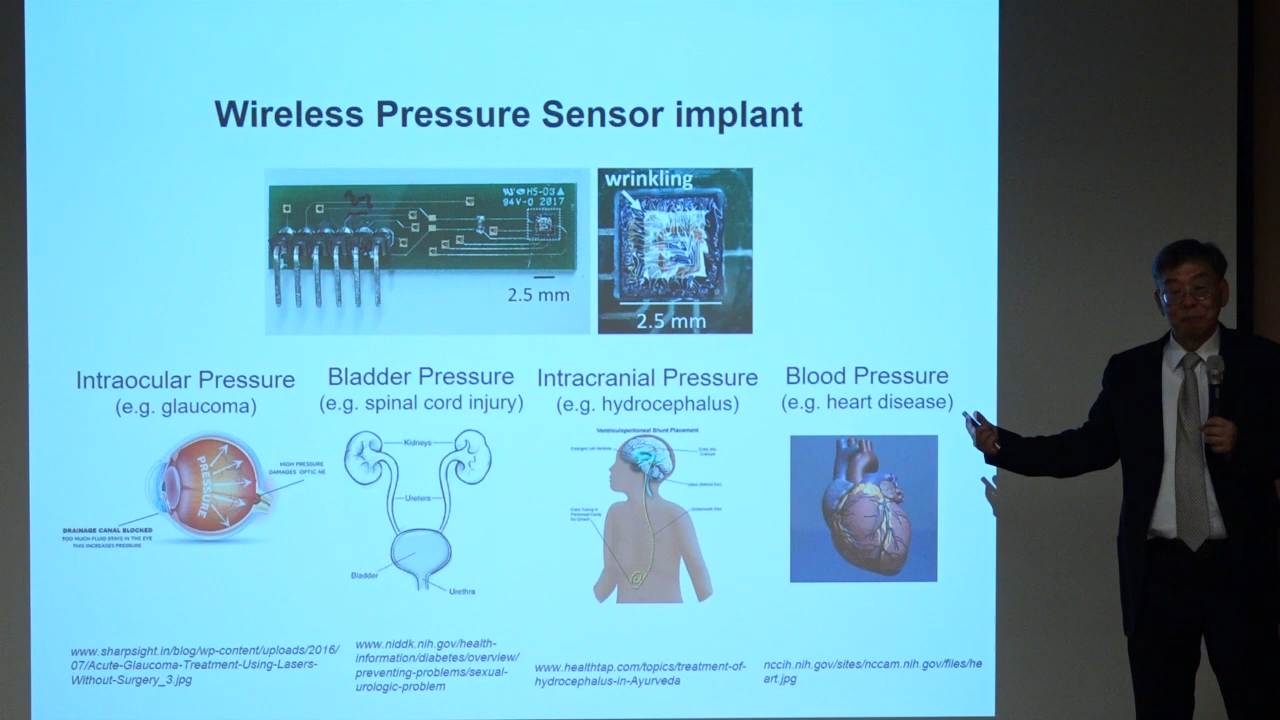 Wireless Pressure Sensor implant
H5-03
94V-0 2017
2.5 mm
wrinkling
2.5 mm
Intraocular Pressure
(e.g. glaucoma)
Bladder Pressure
(e.g. spinal cord injury)
Intracranial Pressure
(e.g. hydrocephalus)
Blood Pressure
(e.g. heart disease)
PRESSURE
HIGH PRESSURE
DAMAGES OPTIC NE
DRAINAGE CANAL BLOCKED
TOO MUCH FLUID STAYS IN THE EYE
THIS INCREASES PRESSURE
Kidneys
Ureters
Bladder
Urethra
Ventriculoperitoneal Shunt Placement
www.sharpsight.in/blog/wp-content/uploads/2016/
07/Acute-Glaucoma-Treatment-Using-Lasers-
Without-Surgery_3.jpg
www.niddk.nih.gov/health-
information/diabetes/overview/
preventing-problems/sexual-
urologic-problem
www.healthtap.com/topics/treatment-of-
hydrocephalus-in-Ayurveda
nccih.nih.gov/sites/nccam.nih.gov/files/he
art.jpg